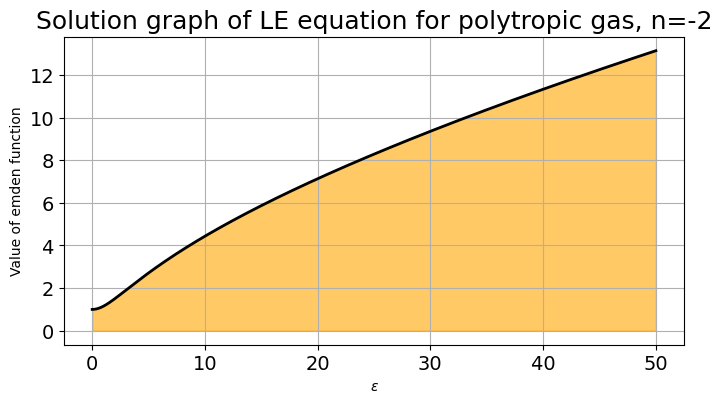 Solution graph of LE equation for polytropic gas, n=-2
Value of emden function
12
10
8
6
4
2
0
0 10 20 30 40 50
ε